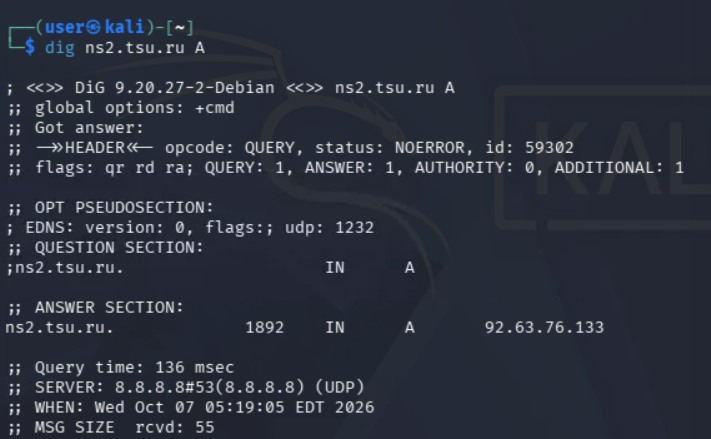 ┌──(user㉿kali)-[~]
└─$ dig ns2.tsu.ru A

; <<>> DiG 9.20.27-2-Debian <<>> ns2.tsu.ru A
;; global options: +cmd
;; Got answer:
;; ->>HEADER<<- opcode: QUERY, status: NOERROR, id: 59302
;; flags: qr rd ra; QUERY: 1, ANSWER: 1, AUTHORITY: 0, ADDITIONAL: 1

;; OPT PSEUDOSECTION:
; EDNS: version: 0, flags:; udp: 1232
;; QUESTION SECTION:
;ns2.tsu.ru. IN A

;; ANSWER SECTION:
ns2.tsu.ru. 1892 IN A 92.63.76.133

;; Query time: 136 msec
;; SERVER: 8.8.8.8#53(8.8.8.8) (UDP)
;; WHEN: Wed Oct 07 05:19:05 EDT 2026
;; MSG SIZE rcvd: 55
KAL